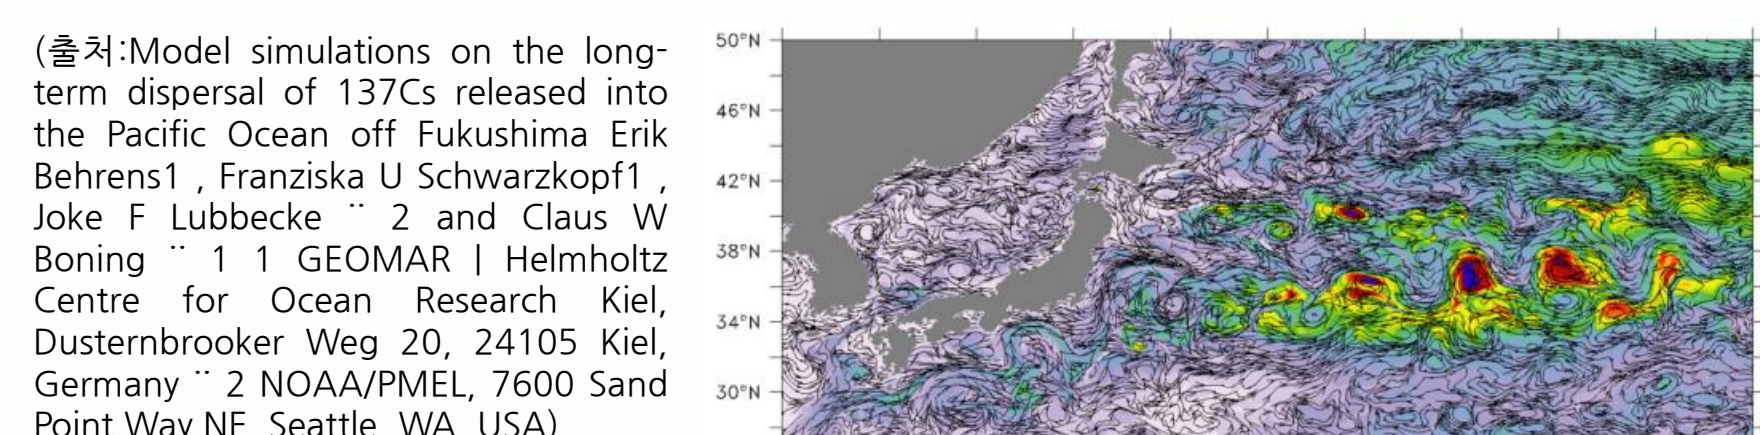 (출처:Model simulations on the long-
term dispersal of 137Cs released into
the Pacific Ocean off Fukushima Erik
Behrens1 , Franziska U Schwarzkopf1 ,
Joke F Lubbecke ¨ 2 and Claus W
Boning ¨ 1 1 GEOMAR | Helmholtz
Centre for Ocean Research Kiel,
Dusternbrooker Weg 20, 24105 Kiel,
Germany ¨ 2 NOAA/PMEL, 7600 Sand
Point Way NE, Seattle, WA, USA)
50°N
46°N
42°N
38°N
34°N
30°N